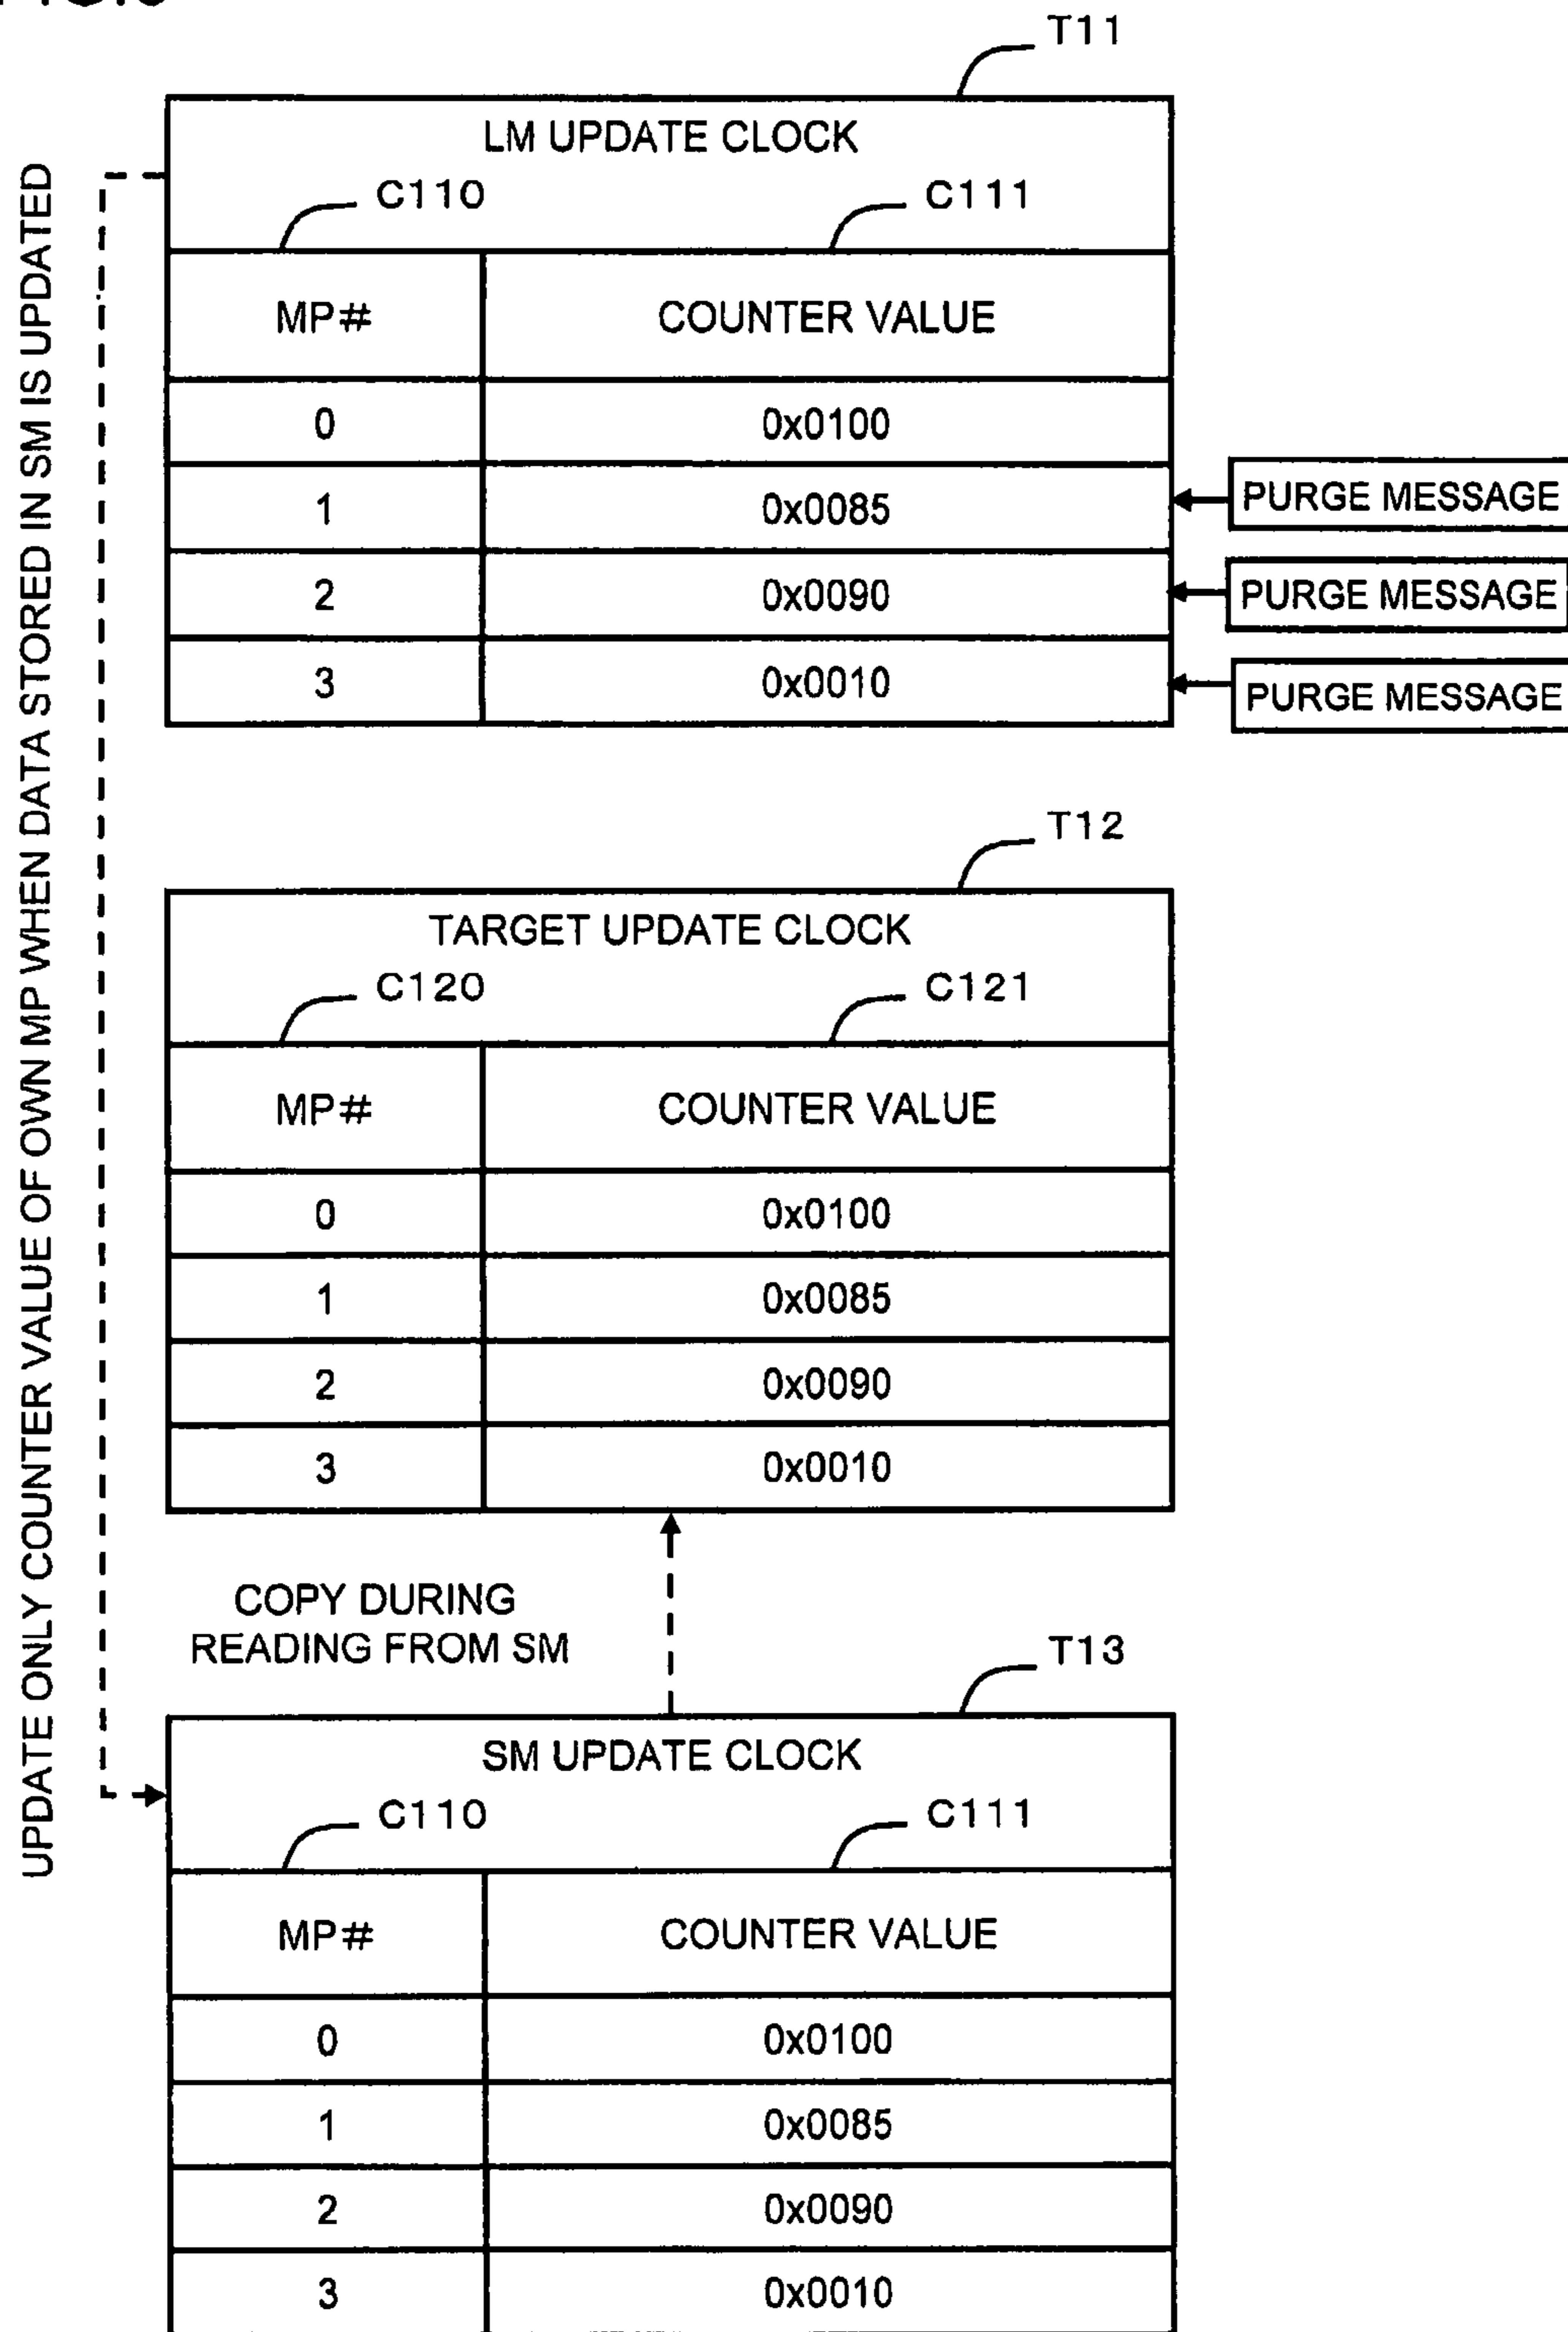 T11
LM UPDATE CLOCK
C110 C111
MP# COUNTER VALUE
0 0x0100
1 0x0085
PURGE MESSAGE
2 0x0090
PURGE MESSAGE
3 0x0010
PURGE MESSAGE
UPDATE ONLY COUNTER VALUE OF OWN MP WHEN DATA STORED IN SM IS UPDATED
T12
TARGET UPDATE CLOCK
C120 C121
MP# COUNTER VALUE
0 0x0100
1 0x0085
2 0x0090
3 0x0010
COPY DURING
READING FROM SM
T13
SM UPDATE CLOCK
C110 C111
MP# COUNTER VALUE
0 0x0100
1 0x0085
2 0x0090
3 0x0010